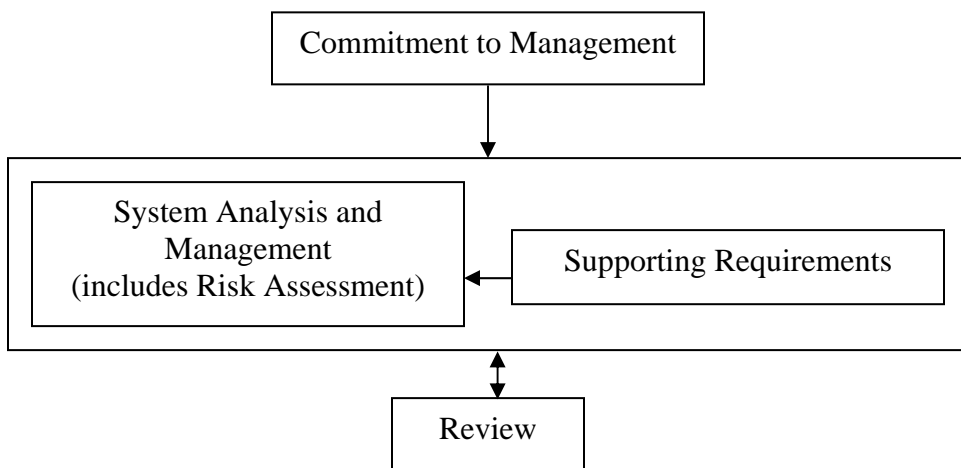 Commitment to Management
System Analysis and
Management
(includes Risk Assessment)
Supporting Requirements
Review